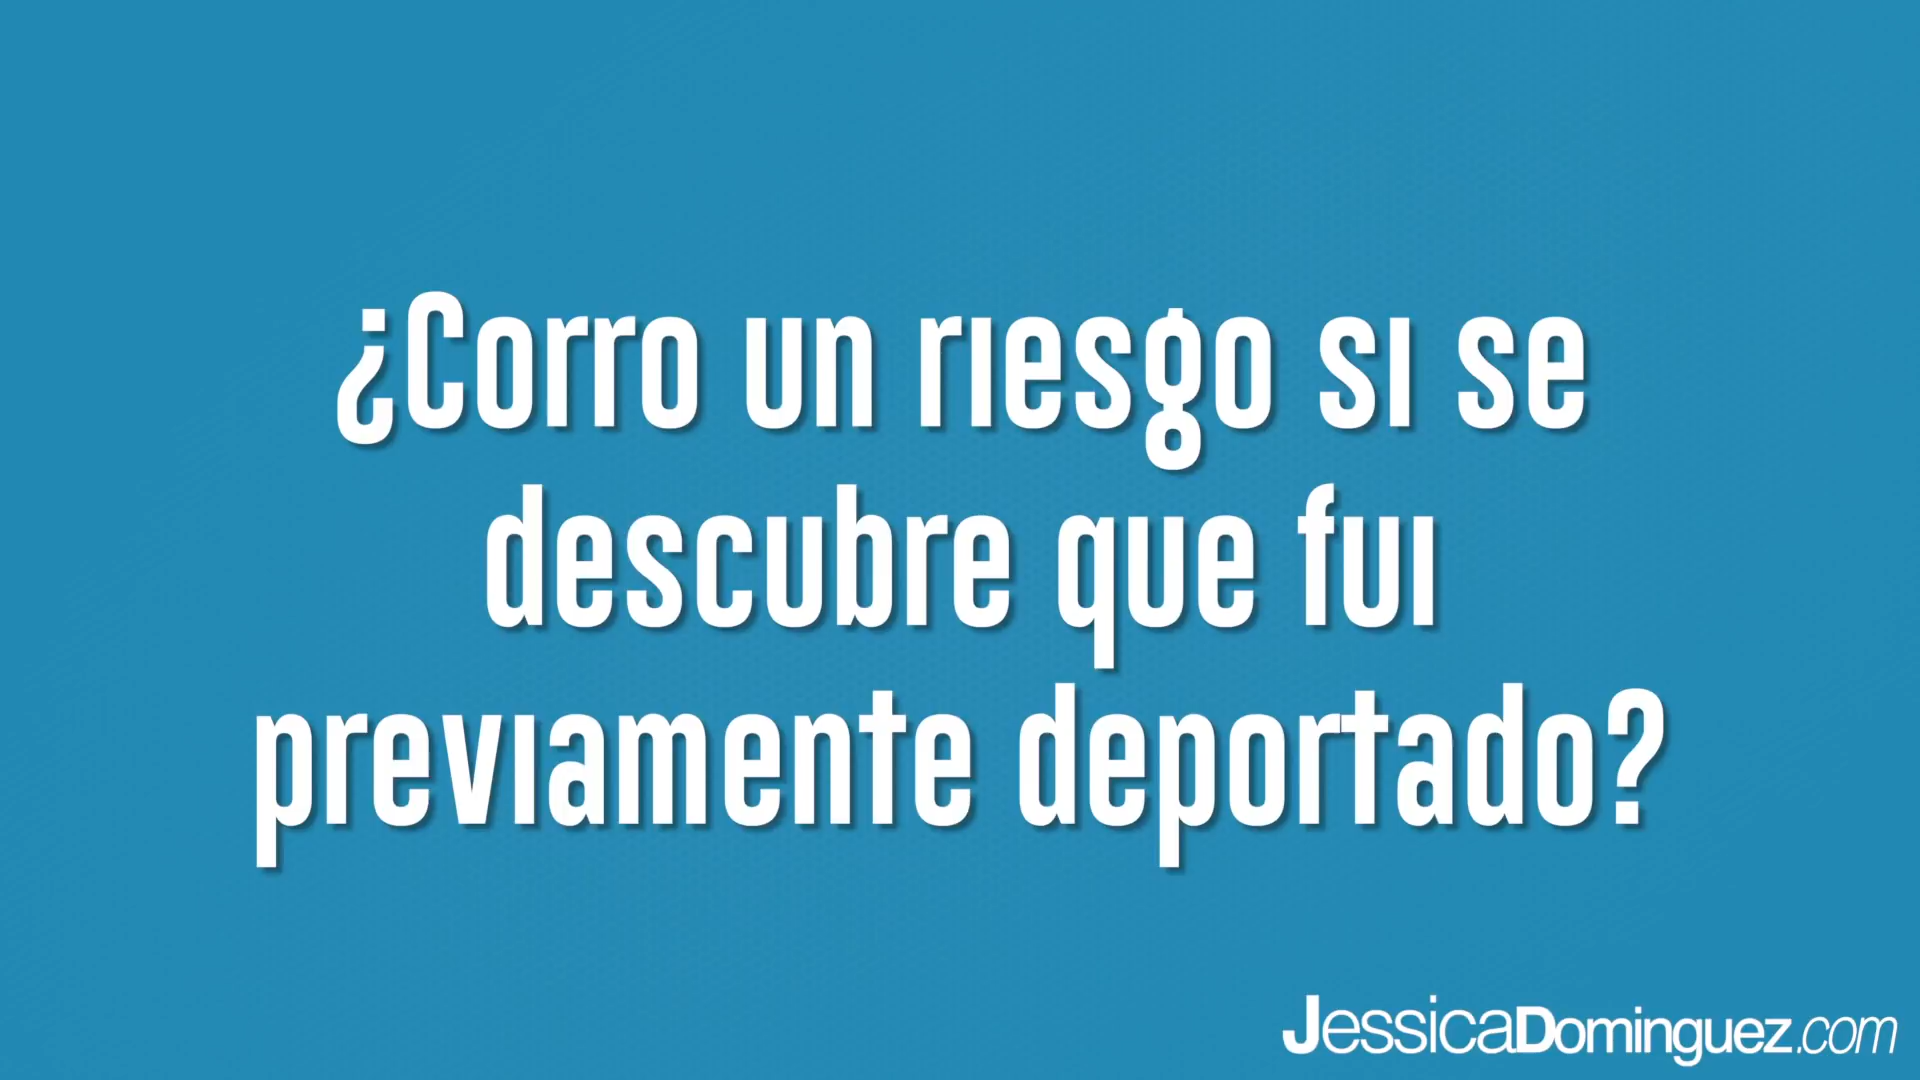 ¿Corro un riesgo si se
descubre que fui
previamente deportado?
JessicaDominguez.com